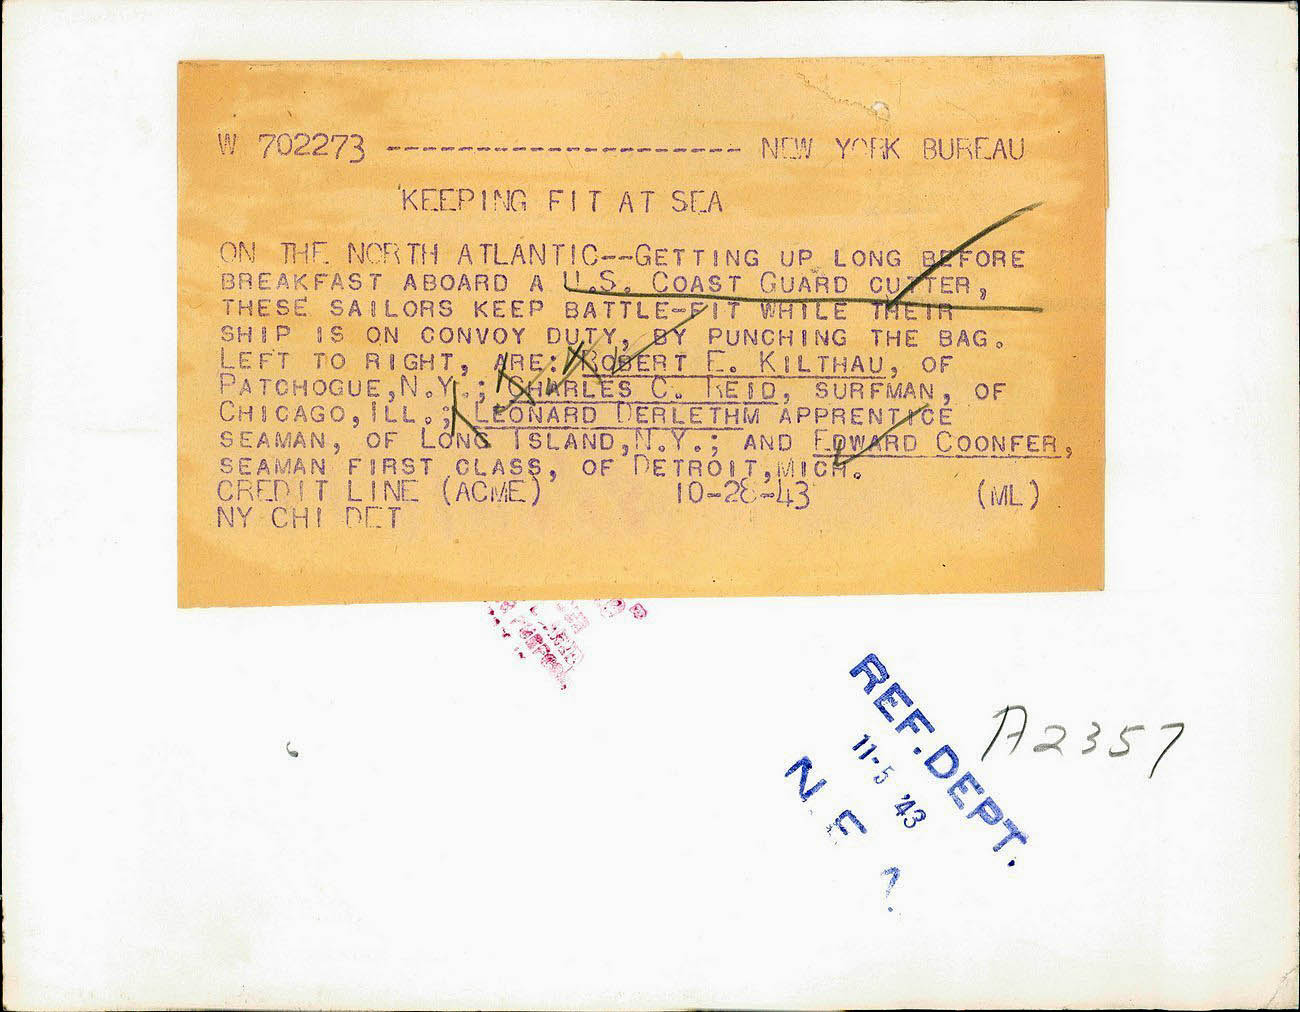 W 702273 --------------------- NEW YORK BUREAU
KEEPING FIT AT SEA
ON THE NORTH ATLANTIC--GETTING UP LONG BEFORE
BREAKFAST ABOARD A U.S. COAST GUARD CUTTER,
THESE SAILORS KEEP BATTLE-FIT WHILE THEIR
SHIP IS ON CONVOY DUTY, BY PUNCHING THE BAG.
LEFT TO RIGHT, ARE: ROBERT E. KILTHAU, OF
PATCHOGUE,N.Y.; CHARLES C. REID, SURFMAN, OF
CHICAGO,ILL.; LEONARD DERLETHM APPRENTICE
SEAMAN, OF LONG ISLAND,N.Y.; AND EDWARD COONFER,
SEAMAN FIRST CLASS, OF DETROIT,MICH.
CREDIT LINE (ACME) 10-28-43 (ML)
NY CHI DET
REF. DEPT.
11-5 '43
N. E.
A2357